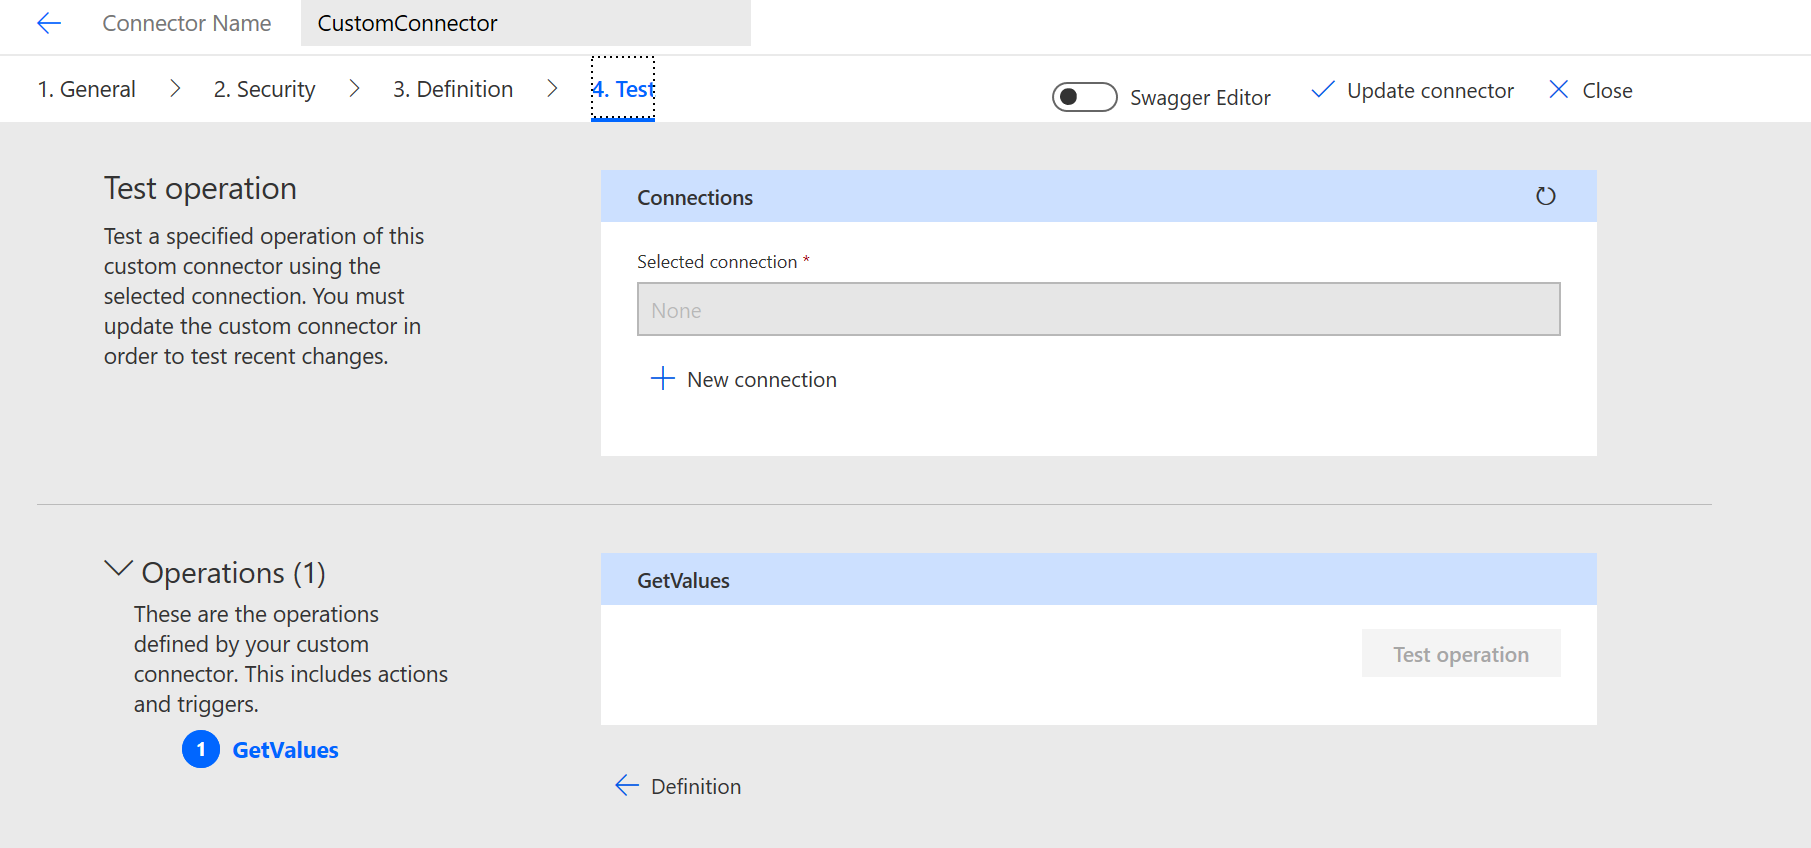 Connector Name
CustomConnector
1. General
2. Security
3. Definition
4. Test
Swagger Editor
Update connector
Close
Test operation
Test a specified operation of this
custom connector using the
selected connection. You must
update the custom connector in
order to test recent changes.
Connections
Selected connection *
None
New connection
Operations (1)
These are the operations
defined by your custom
connector. This includes actions
and triggers.
1 GetValues
GetValues
Test operation
Definition